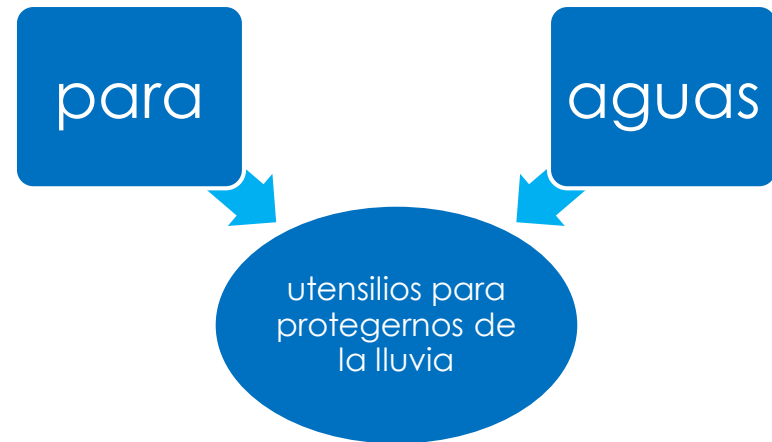 para
aguas
utensilios para
protegernos de
la lluvia